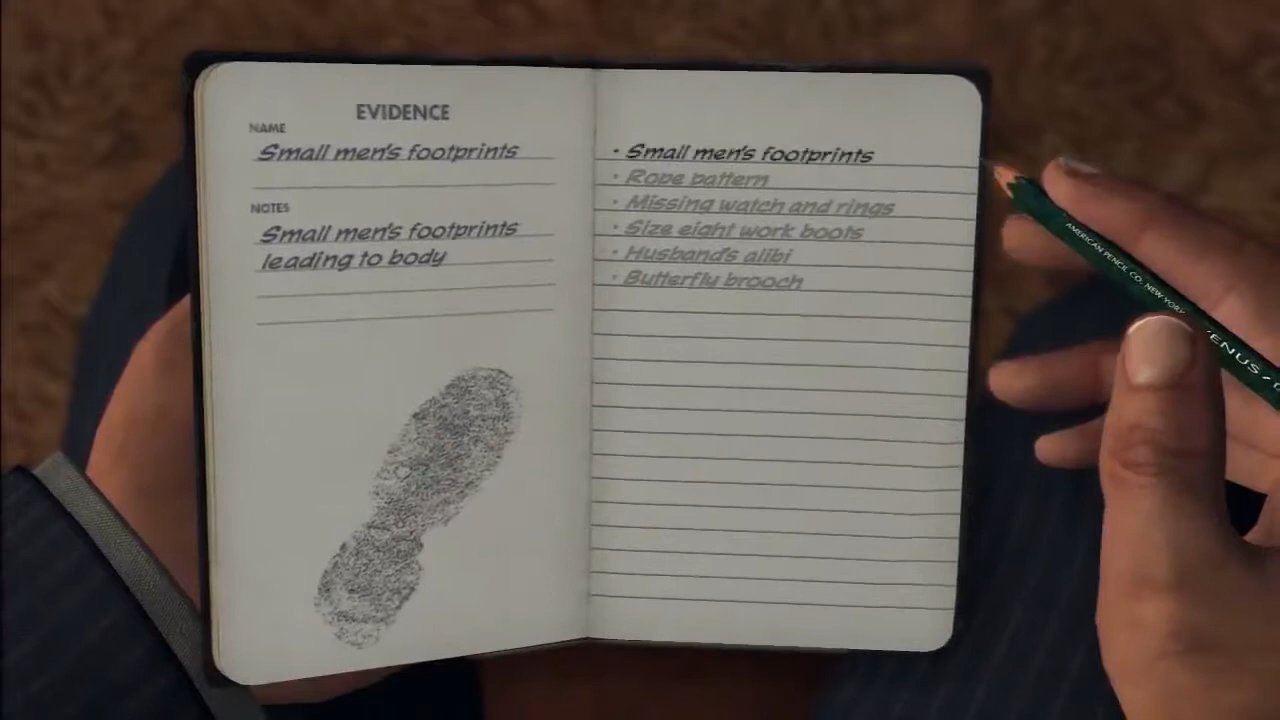 EVIDENCE
NAME
Small men's footprints
NOTES
Small men's footprints
leading to body
• Small men's footprints
• Rope pattern
• Missing watch and rings
• Size eight work boots
• Husband's alibi
• Butterfly brooch
AMERICAN PENCIL CO. NEW YORK